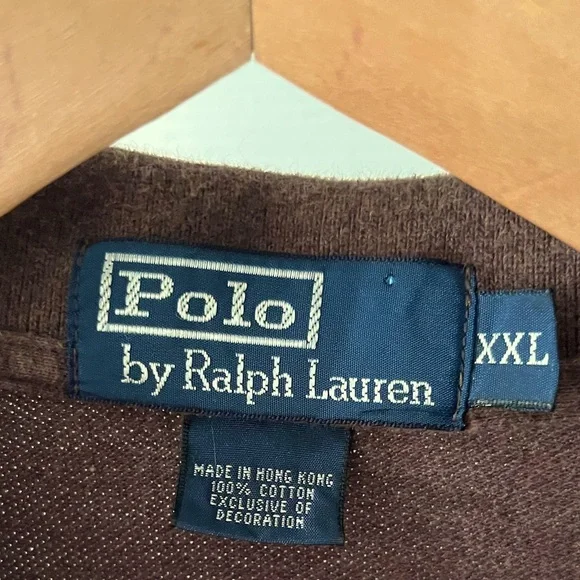 Polo
by Ralph Lauren
XXL
MADE IN HONG KONG
100% COTTON
EXCLUSIVE OF
DECORATION